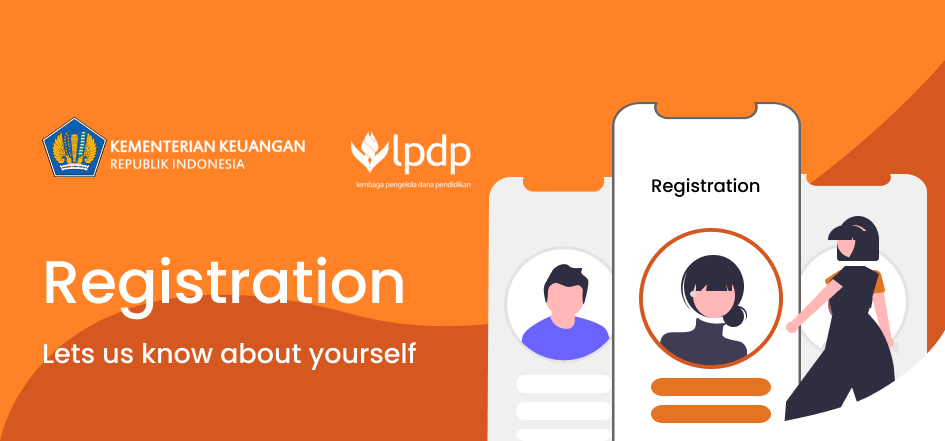 KEMENTERIAN KEUANGAN
REPUBLIK INDONESIA
lpdp
lembaga pengelola dana pendidikan
Registration
Registration
Lets us know about yourself